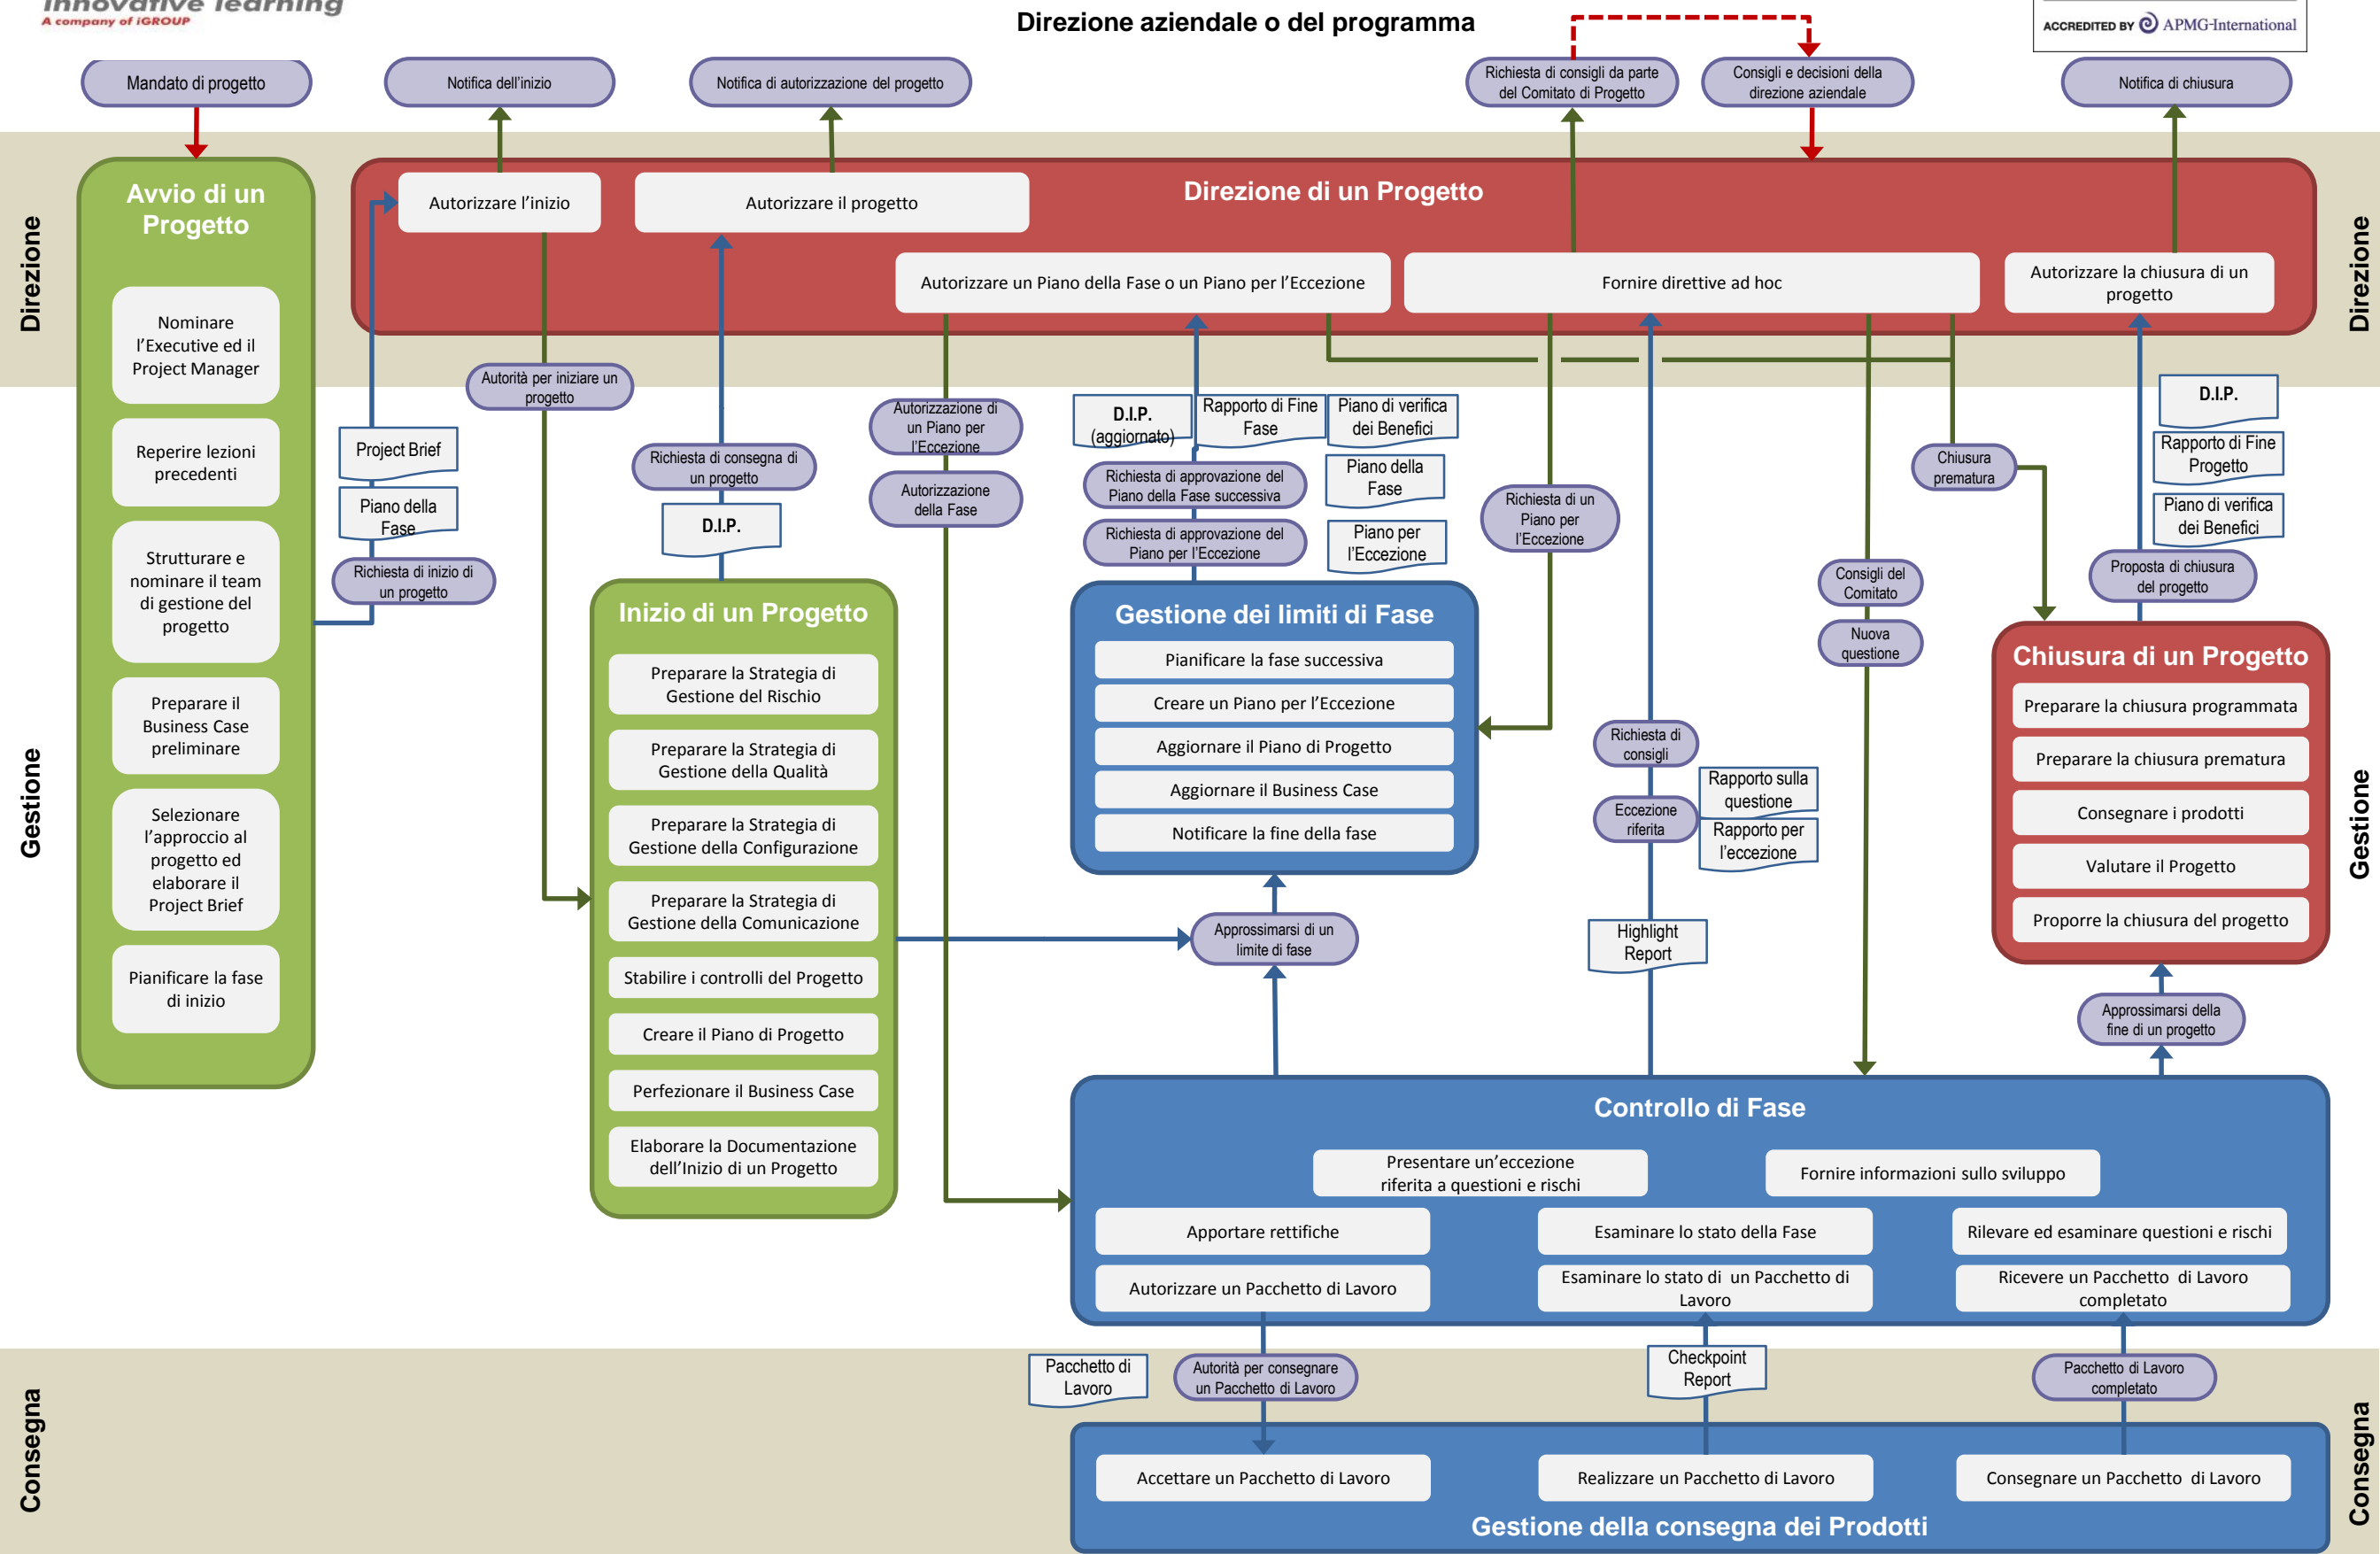 Innovative learning
A company of iGROUP
Direzione aziendale o del programma
ACCREDITED BY APMG-International
Mandato di progetto
Notifica dell'inizio
Notifica di autorizzazione del progetto
Richiesta di consigli da parte
del Comitato di Progetto
Consigli e decisioni della
direzione aziendale
Notifica di chiusura
Direzione
Direzione
Avvio di un
Progetto
Nominare
l'Executive ed il
Project Manager
Reperire lezioni
precedenti
Strutturare e
nominare il team
di gestione del
progetto
Preparare il
Business Case
preliminare
Selezionare
l'approccio al
progetto ed
elaborare il
Project Brief
Pianificare la fase
di inizio
Direzione di un Progetto
Autorizzare l'inizio
Autorizzare il progetto
Autorizzare un Piano della Fase o un Piano per l'Eccezione
Fornire direttive ad hoc
Autorizzare la chiusura di un
progetto
Project Brief
Piano della
Fase
Richiesta di inizio di
un progetto
Autorità per iniziare un
progetto
Richiesta di consegna di
un progetto
D.I.P.
Autorizzazione di
un Piano per
l'Eccezione
Autorizzazione
della Fase
D.I.P.
(aggiornato)
Rapporto di Fine
Fase
Piano di verifica
dei Benefici
Richiesta di approvazione del
Piano della Fase successiva
Piano della
Fase
Richiesta di approvazione del
Piano per l'Eccezione
Piano per
l'Eccezione
Richiesta di un
Piano per
l'Eccezione
Chiusura
prematura
D.I.P.
Rapporto di Fine
Progetto
Piano di verifica
dei Benefici
Proposta di chiusura
del progetto
Consigli del
Comitato
Nuova
questione
Richiesta di
consigli
Eccezione
riferita
Rapporto sulla
questione
Rapporto per
l'eccezione
Highlight
Report
Gestione
Gestione
Inizio di un Progetto
Preparare la Strategia di
Gestione del Rischio
Preparare la Strategia di
Gestione della Qualità
Preparare la Strategia di
Gestione della Configurazione
Preparare la Strategia di
Gestione della Comunicazione
Stabilire i controlli del Progetto
Creare il Piano di Progetto
Perfezionare il Business Case
Elaborare la Documentazione
dell'Inizio di un Progetto
Gestione dei limiti di Fase
Pianificare la fase successiva
Creare un Piano per l'Eccezione
Aggiornare il Piano di Progetto
Aggiornare il Business Case
Notificare la fine della fase
Approssimarsi di un
limite di fase
Chiusura di un Progetto
Preparare la chiusura programmata
Preparare la chiusura prematura
Consegnare i prodotti
Valutare il Progetto
Proporre la chiusura del progetto
Approssimarsi della
fine di un progetto
Controllo di Fase
Presentare un'eccezione
riferita a questioni e rischi
Fornire informazioni sullo sviluppo
Apportare rettifiche
Esaminare lo stato della Fase
Rilevare ed esaminare questioni e rischi
Autorizzare un Pacchetto di Lavoro
Esaminare lo stato di un Pacchetto di
Lavoro
Ricevere un Pacchetto di Lavoro
completato
Consegna
Consegna
Pacchetto di
Lavoro
Autorità per consegnare
un Pacchetto di Lavoro
Checkpoint
Report
Pacchetto di Lavoro
completato
Accettare un Pacchetto di Lavoro
Realizzare un Pacchetto di Lavoro
Consegnare un Pacchetto di Lavoro
Gestione della consegna dei Prodotti